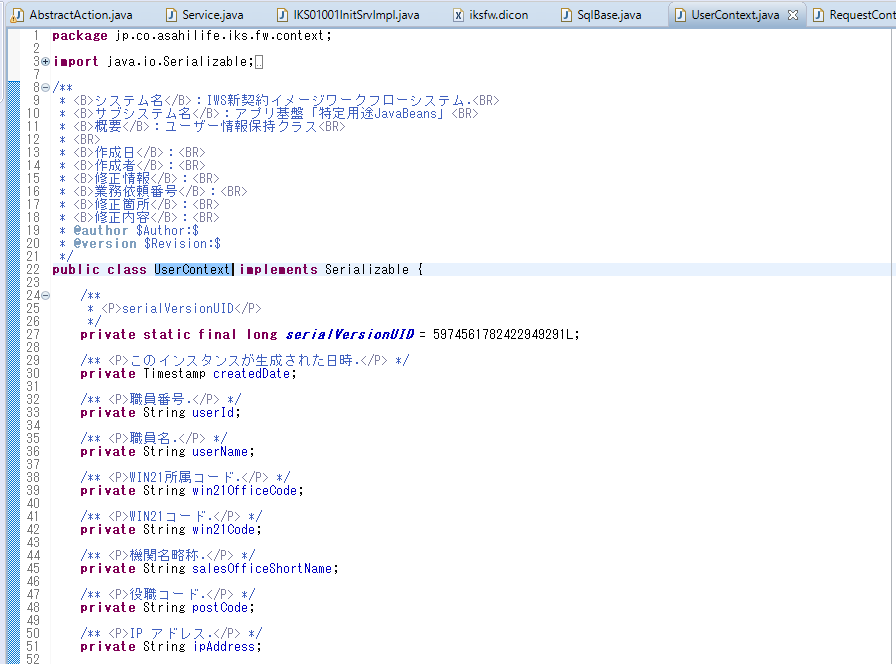 AbstractAction.java Service.java IKS01001InitSrvImpl.java iksfw.dicon SqlBase.java UserContext.java RequestCont
1 package jp.co.asahilife.iks.fw.context;
2
3 import java.io.Serializable;
7
8 /**
9 * <B>システム名</B>：IWS新契約イメージワークフローシステム.<BR>
10 * <B>サブシステム名</B>：アプリ基盤「特定用途JavaBeans」<BR>
11 * <B>概要</B>：ユーザー情報保持クラス<BR>
12 * <BR>
13 * <B>作成日</B>：<BR>
14 * <B>作成者</B>：<BR>
15 * <B>修正情報</B>：<BR>
16 * <B>業務依頼番号</B>：<BR>
17 * <B>修正箇所</B>：<BR>
18 * <B>修正内容</B>：<BR>
19 * @author $Author:$
20 * @version $Revision:$
21 */
22 public class UserContext implements Serializable {
23
24 /**
25 * <P>serialVersionUID</P>
26 */
27 private static final long serialVersionUID = 5974561782422949291L;
28
29 /** <P>このインスタンスが生成された日時.</P> */
30 private Timestamp createdDate;
31
32 /** <P>職員番号.</P> */
33 private String userId;
34
35 /** <P>職員名.</P> */
36 private String userName;
37
38 /** <P>WIN21所属コード.</P> */
39 private String win21OfficeCode;
40
41 /** <P>WIN21コード.</P> */
42 private String win21Code;
43
44 /** <P>機関名略称.</P> */
45 private String salesOfficeShortName;
46
47 /** <P>役職コード.</P> */
48 private String postCode;
49
50 /** <P>IP アドレス.</P> */
51 private String ipAddress;
52